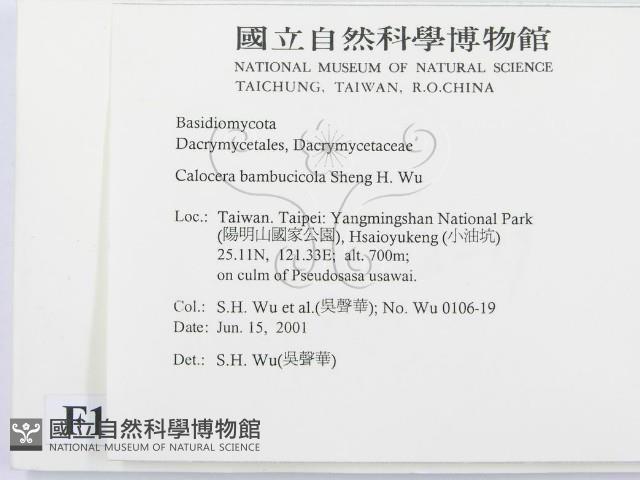 國立自然科學博物館
NATIONAL MUSEUM OF NATURAL SCIENCE
TAICHUNG, TAIWAN, R.O.CHINA
Basidiomycota
Dacrymycetales, Dacrymycetaceae
Calocera bambucicola Sheng H. Wu
Loc.: Taiwan. Taipei: Yangmingshan National Park
(陽明山國家公園), Hsaioyukeng (小油坑)
25.11N, 121.33E; alt. 700m;
on culm of Pseudosasa usawai.
Col.: S.H. Wu et al.(吳聲華); No. Wu 0106-19
Date: Jun. 15, 2001
Det.: S.H. Wu(吳聲華)
F1
國立自然科學博物館
NATIONAL MUSEUM OF NATURAL SCIENCE